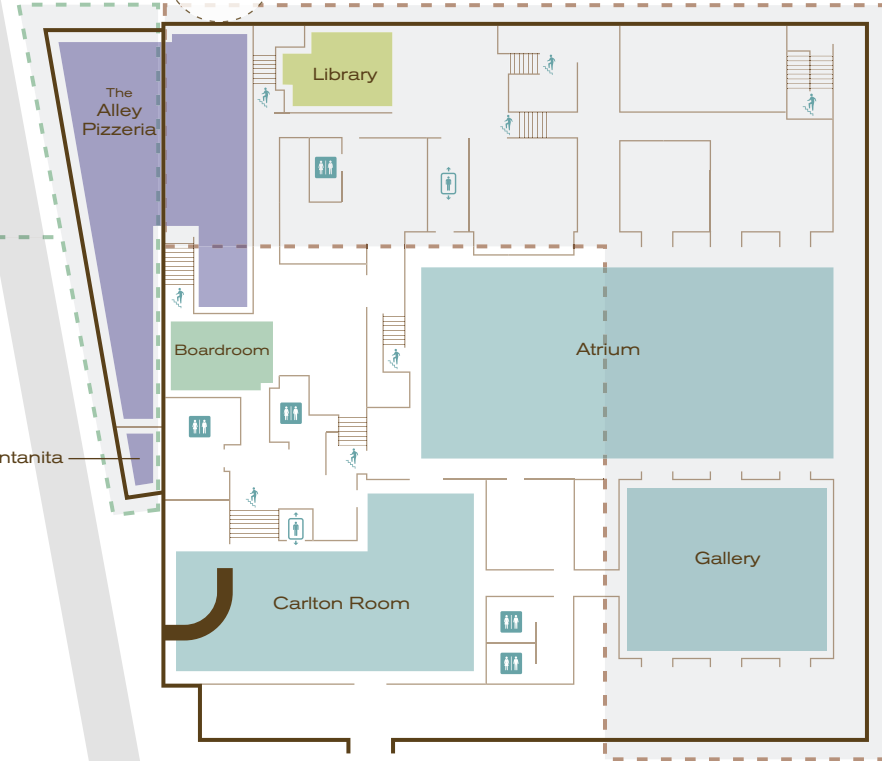 The
Alley
Pizzeria
Library
Boardroom
Atrium
ntanita
Gallery
Carlton Room